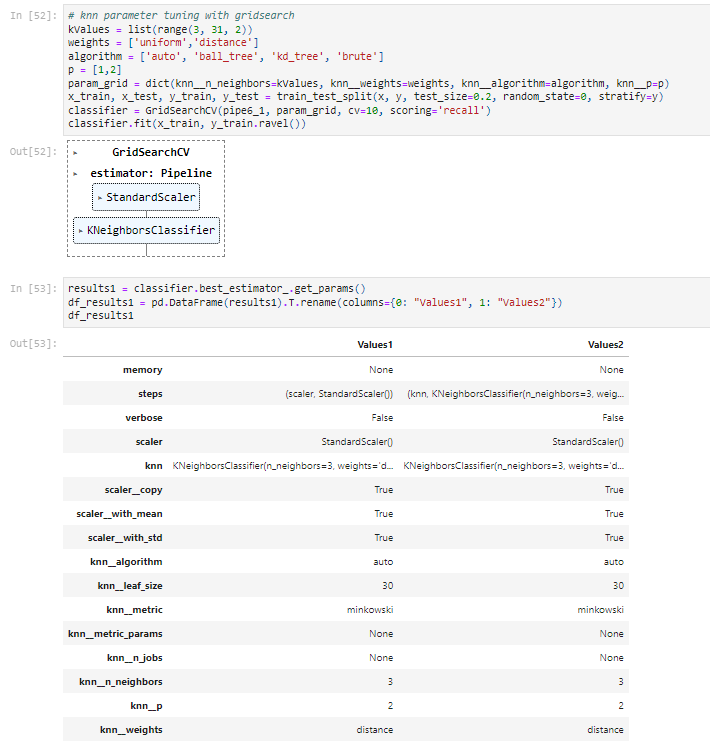 In [52]:
# knn parameter tuning with gridsearch
kValues = list(range(3, 31, 2))
weights = ['uniform','distance']
algorithm = ['auto', 'ball_tree', 'kd_tree', 'brute']
p = [1,2]
param_grid = dict(knn__n_neighbors=kValues, knn__weights=weights, knn__algorithm=algorithm, knn__p=p)
x_train, x_test, y_train, y_test = train_test_split(x, y, test_size=0.2, random_state=0, stratify=y)
classifier = GridSearchCV(pipe6_1, param_grid, cv=10, scoring='recall')
classifier.fit(x_train, y_train.ravel())
Out[52]:
▸ GridSearchCV
▸ estimator: Pipeline
▸ StandardScaler
▸ KNeighborsClassifier
In [53]:
results1 = classifier.best_estimator_.get_params()
df_results1 = pd.DataFrame(results1).T.rename(columns={0: "Values1", 1: "Values2"})
df_results1
Out[53]:
Values1 Values2
memory None None
steps (scaler, StandardScaler()) (knn, KNeighborsClassifier(n_neighbors=3, weig...
verbose False False
scaler StandardScaler() StandardScaler()
knn KNeighborsClassifier(n_neighbors=3, weights='d... KNeighborsClassifier(n_neighbors=3, weights='d...
scaler__copy True True
scaler__with_mean True True
scaler__with_std True True
knn__algorithm auto auto
knn__leaf_size 30 30
knn__metric minkowski minkowski
knn__metric_params None None
knn__n_jobs None None
knn__n_neighbors 3 3
knn__p 2 2
knn__weights distance distance